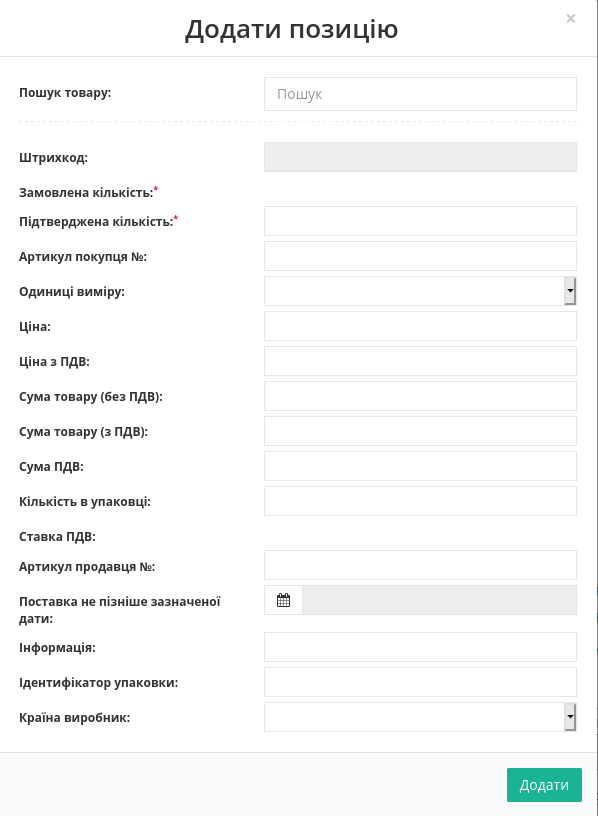 Додати позицію
×
Пошук товару:
Пошук
Штрихкод:
Замовлена кількість:*
Підтверджена кількість:*
Артикул покупця №:
Одиниці виміру:
Ціна:
Ціна з ПДВ:
Сума товару (без ПДВ):
Сума товару (з ПДВ):
Сума ПДВ:
Кількість в упаковці:
Ставка ПДВ:
Артикул продавця №:
Поставка не пізніше зазначеної
дати:
Інформація:
Ідентифікатор упаковки:
Країна виробник:
Додати